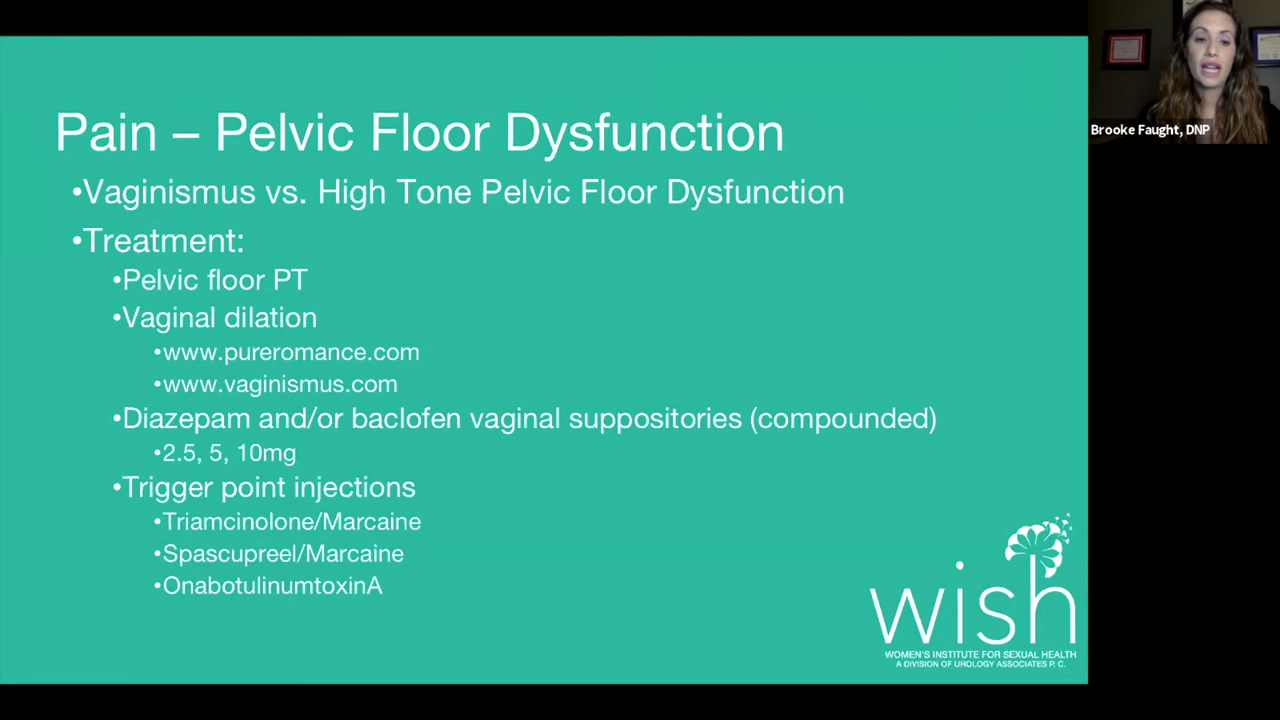 Pain – Pelvic Floor Dysfunction
•Vaginismus vs. High Tone Pelvic Floor Dysfunction
•Treatment:
•Pelvic floor PT
•Vaginal dilation
•www.pureromance.com
•www.vaginismus.com
•Diazepam and/or baclofen vaginal suppositories (compounded)
•2.5, 5, 10mg
•Trigger point injections
•Triamcinolone/Marcaine
•Spascupreel/Marcaine
•OnabotulinumtoxinA
wish
WOMEN'S INSTITUTE FOR SEXUAL HEALTH
A DIVISION OF UROLOGY ASSOCIATES P. C.
Brooke Faught, DNP